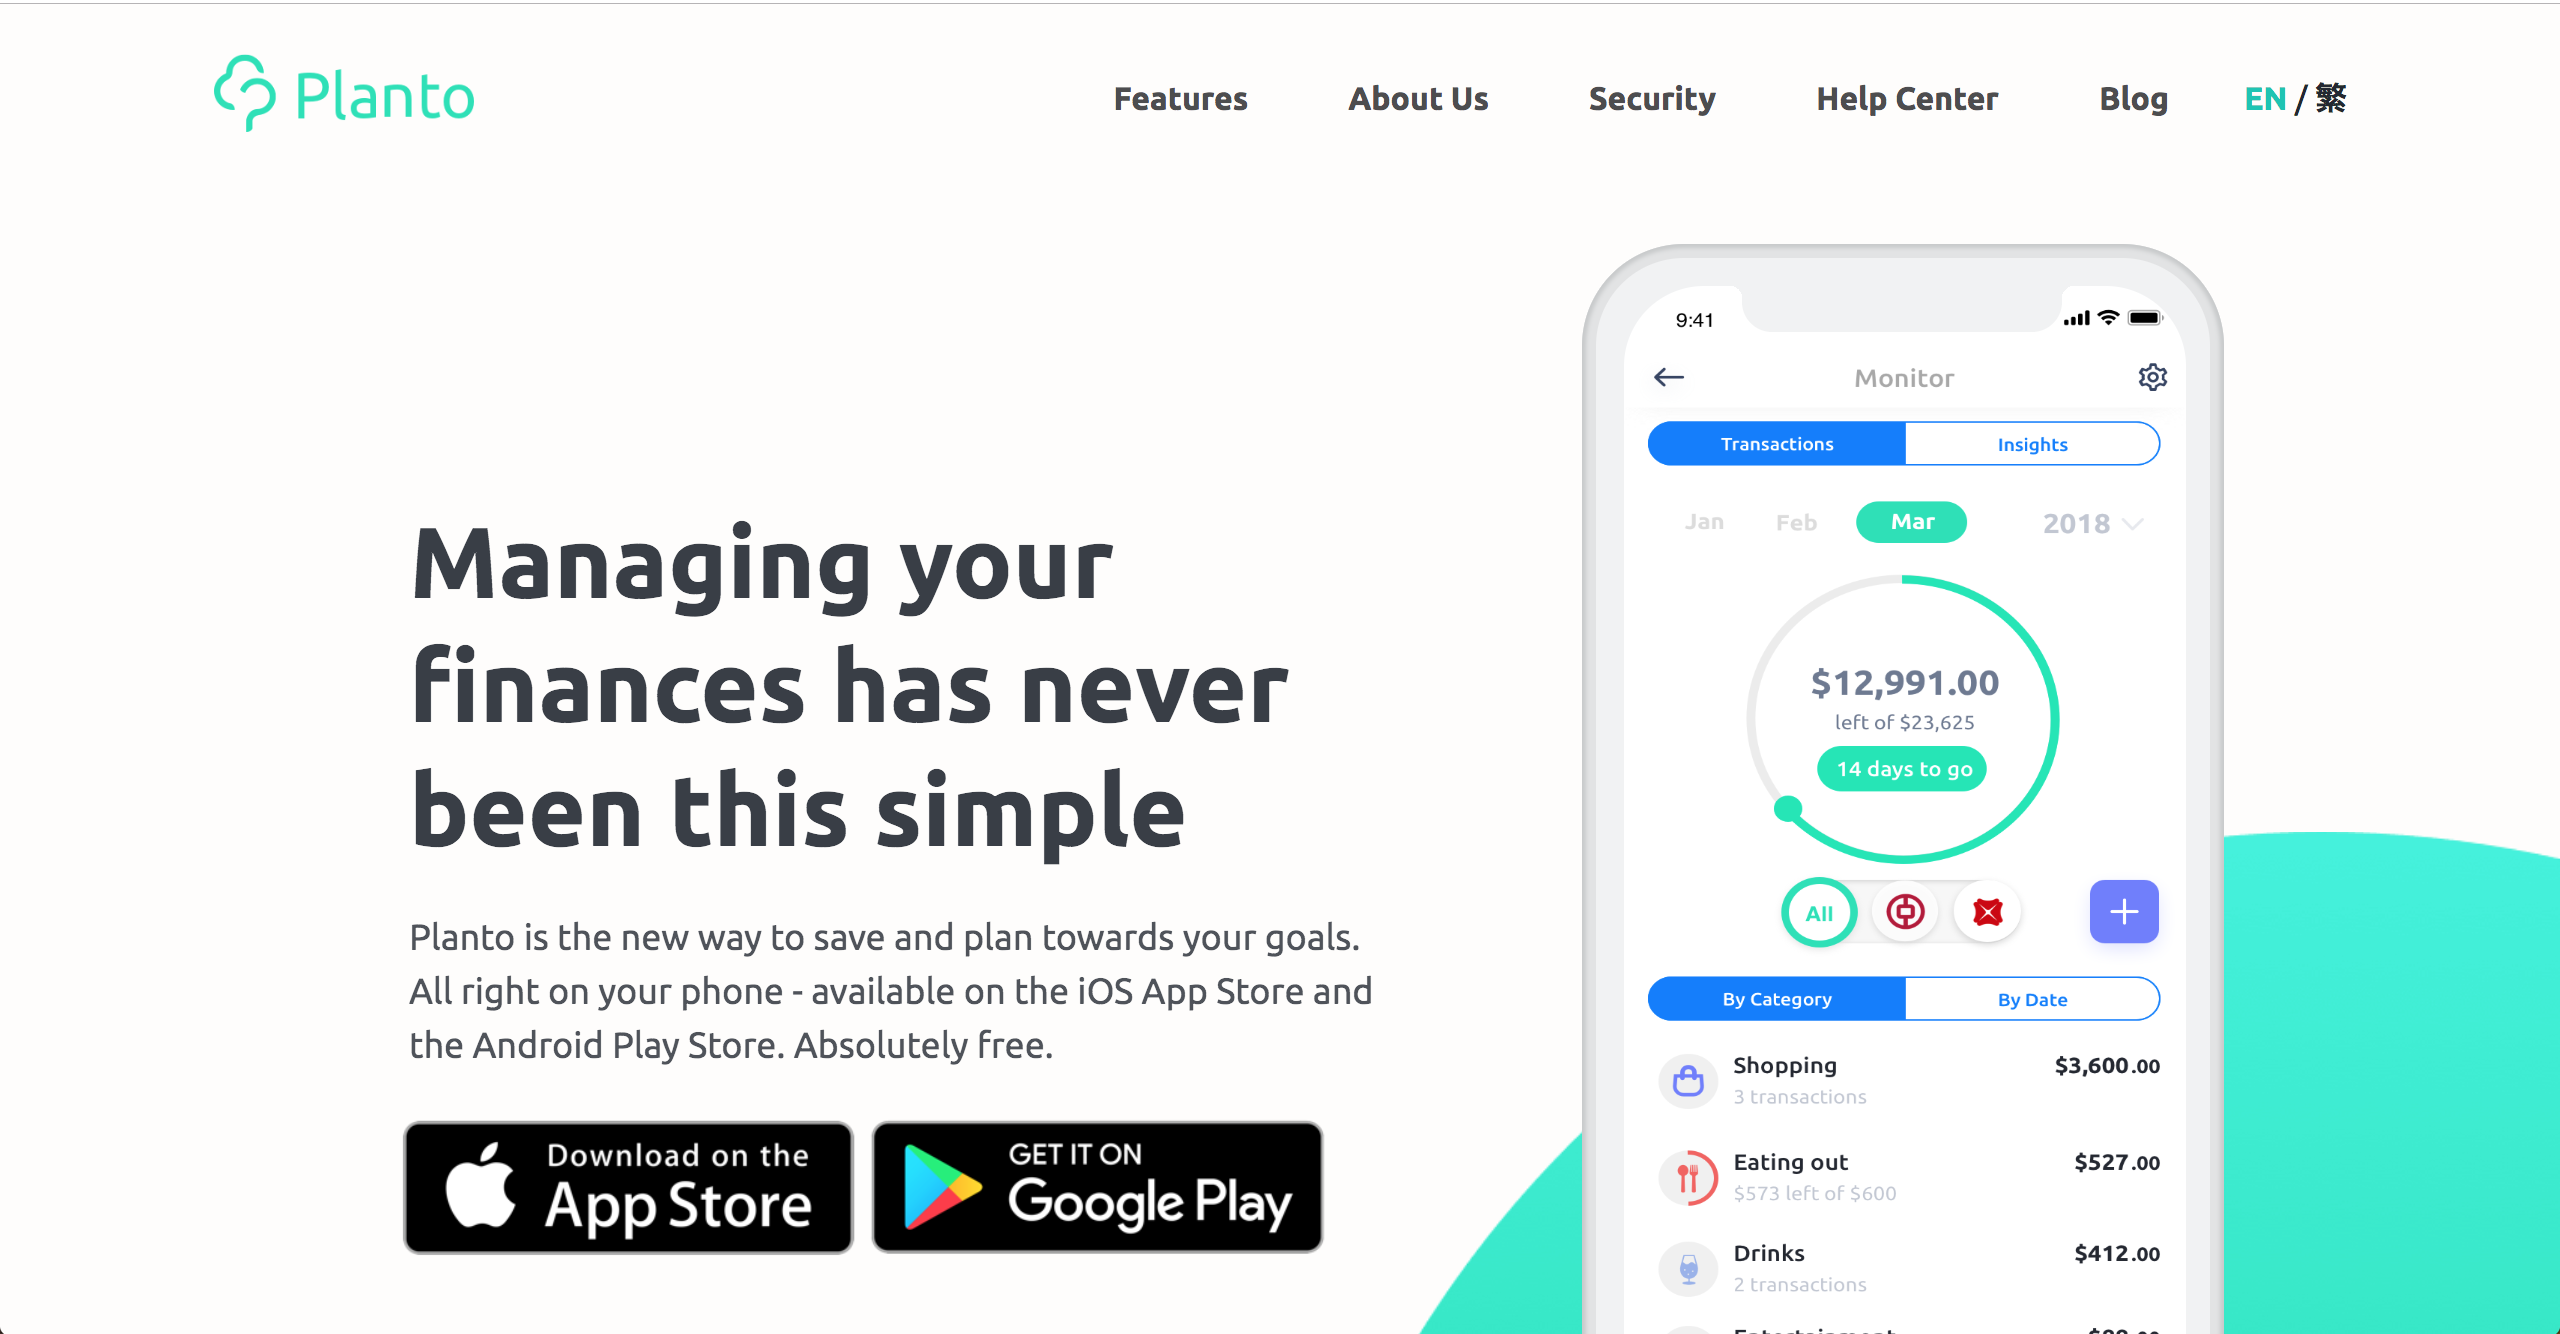 Planto
Features About Us Security Help Center Blog EN / 繁
Managing your
finances has never
been this simple
Planto is the new way to save and plan towards your goals.
All right on your phone - available on the iOS App Store and
the Android Play Store. Absolutely free.
Download on the
App Store
GET IT ON
Google Play
9:41
Monitor
Transactions Insights
Jan Feb Mar 2018
$12,991.00
left of $23,625
14 days to go
All
By Category By Date
Shopping $3,600.00
3 transactions
Eating out $527.00
$573 left of $600
Drinks $412.00
2 transactions